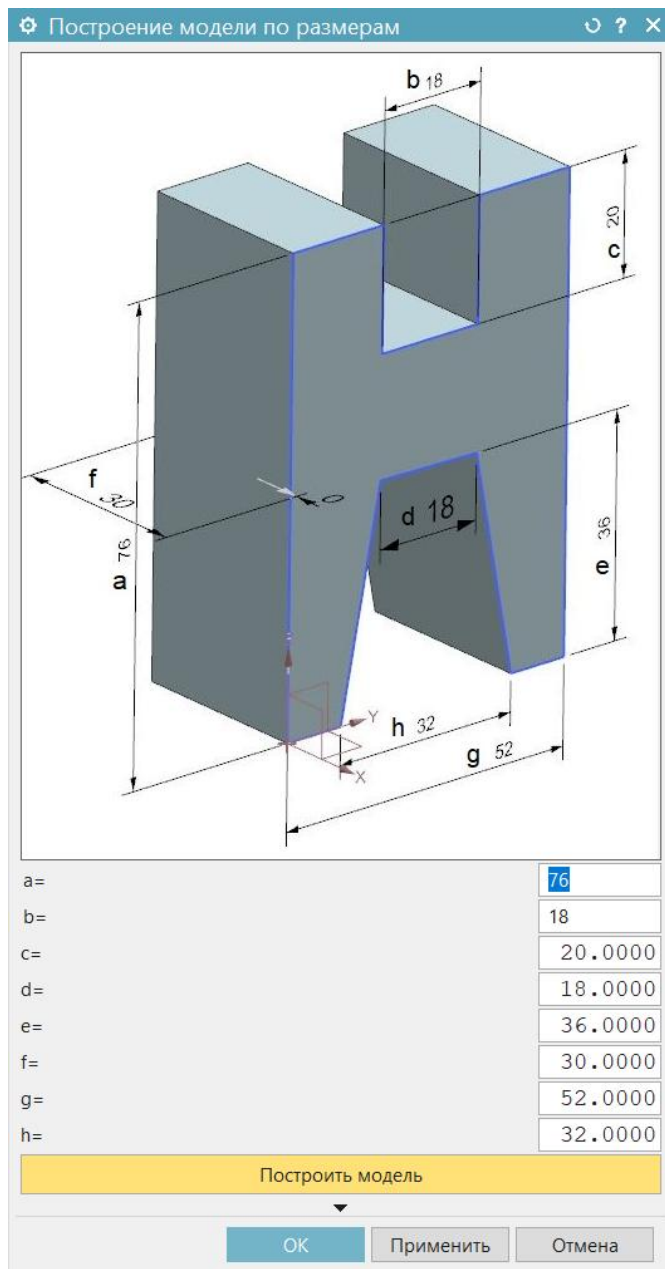 Построение модели по размерам ?
b 18
20
c
f
30
0
76
a
d 18
36
e
Y
h 32
g 52
X
a= 76
b= 18
c= 20.0000
d= 18.0000
e= 36.0000
f= 30.0000
g= 52.0000
h= 32.0000
Построить модель
ОК Применить Отмена